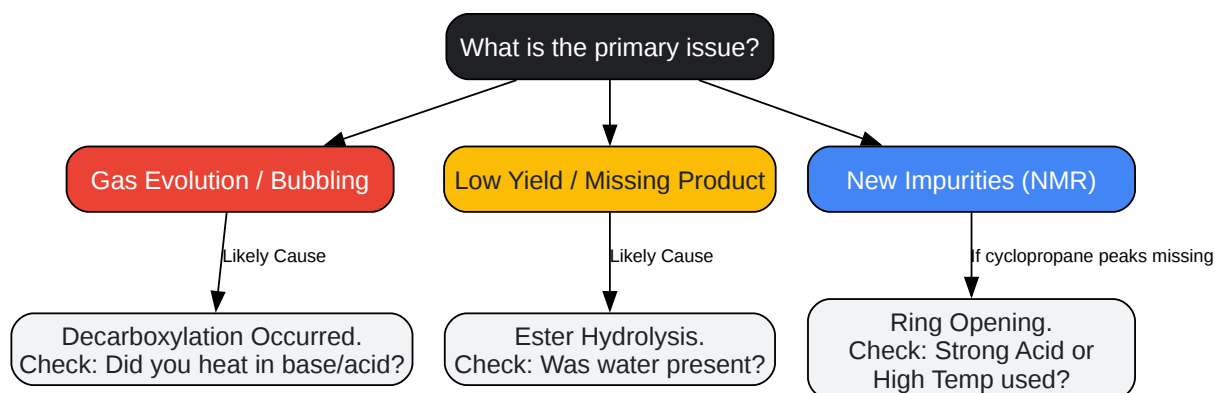 What is the primary issue?
Gas Evolution / Bubbling
Low Yield / Missing Product
New Impurities (NMR)
Likely Cause
Likely Cause
If cyclopropane peaks missing
Decarboxylation Occurred.
Check: Did you heat in base/acid?
Ester Hydrolysis.
Check: Was water present?
Ring Opening.
Check: Strong Acid or
High Temp used?